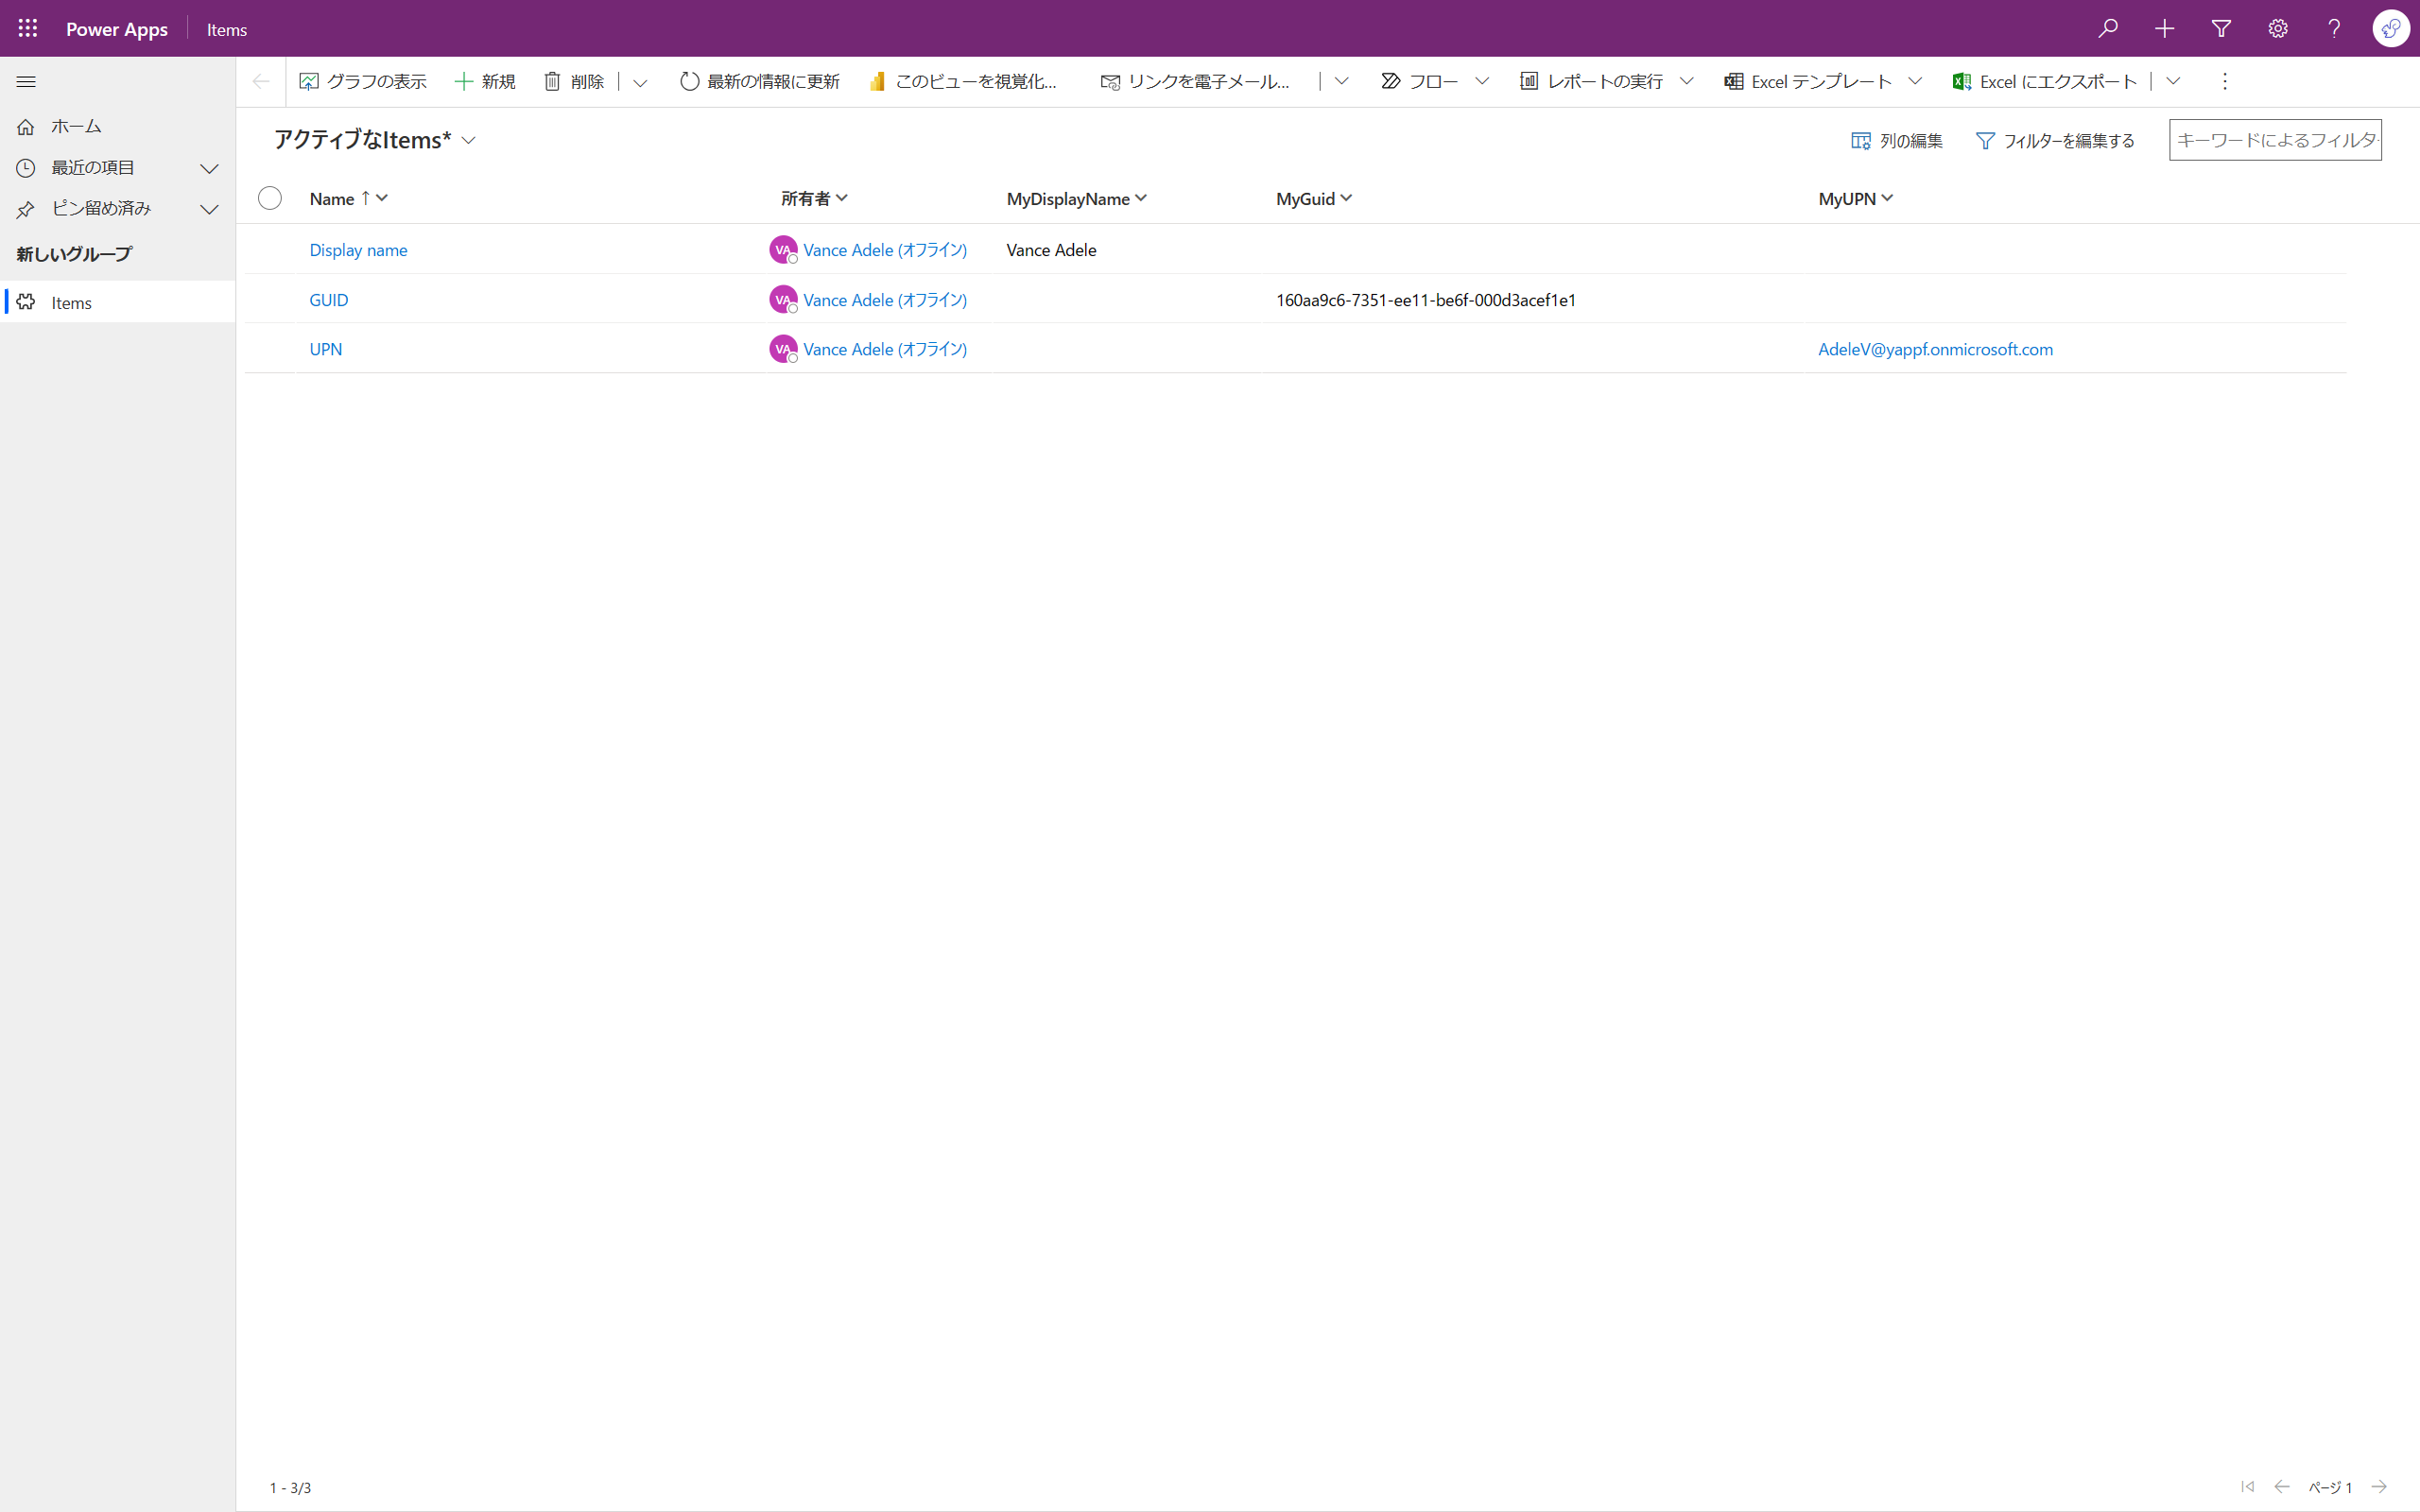 Power Apps Items
グラフの表示 新規 削除 最新の情報に更新 このビューを視覚化... リンクを電子メール... フロー レポートの実行 Excel テンプレート Excel にエクスポート
ホーム
最近の項目
ピン留め済み
新しいグループ
Items
アクティブなItems* 列の編集 フィルターを編集する キーワードによるフィルタ
Name ↑ 所有者 MyDisplayName MyGuid MyUPN
Display name VA Vance Adele (オフライン) Vance Adele
GUID VA Vance Adele (オフライン) 160aa9c6-7351-ee11-be6f-000d3acef1e1
UPN VA Vance Adele (オフライン) AdeleV@yappf.onmicrosoft.com
1 - 3/3 ページ 1